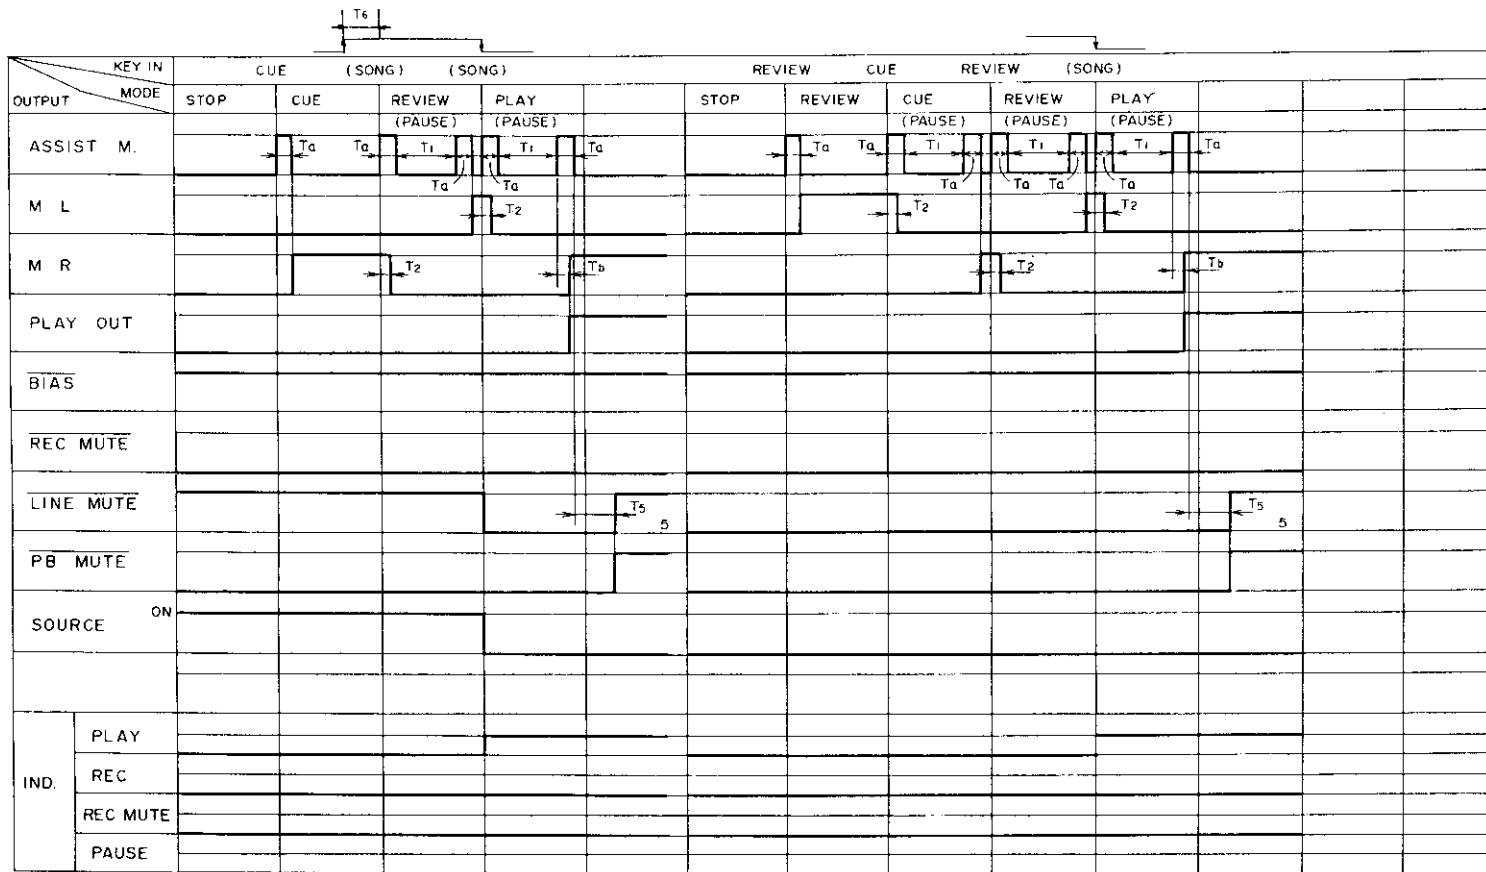 T6
KEY IN CUE (SONG) (SONG) REVIEW CUE REVIEW (SONG)
OUTPUT MODE STOP CUE REVIEW PLAY STOP REVIEW CUE REVIEW PLAY
(PAUSE) (PAUSE) (PAUSE) (PAUSE) (PAUSE)
ASSIST M. Ta Ta T1 T1 Ta Ta Ta T1 T1 T1 Ta
Ta Ta Ta Ta Ta Ta
M L T2 T2 T2
M R T2 Tb T2 Tb
PLAY OUT
BIAS
REC MUTE
LINE MUTE T5 T5
5 5
PB MUTE
SOURCE ON
IND. PLAY
REC
REC MUTE
PAUSE